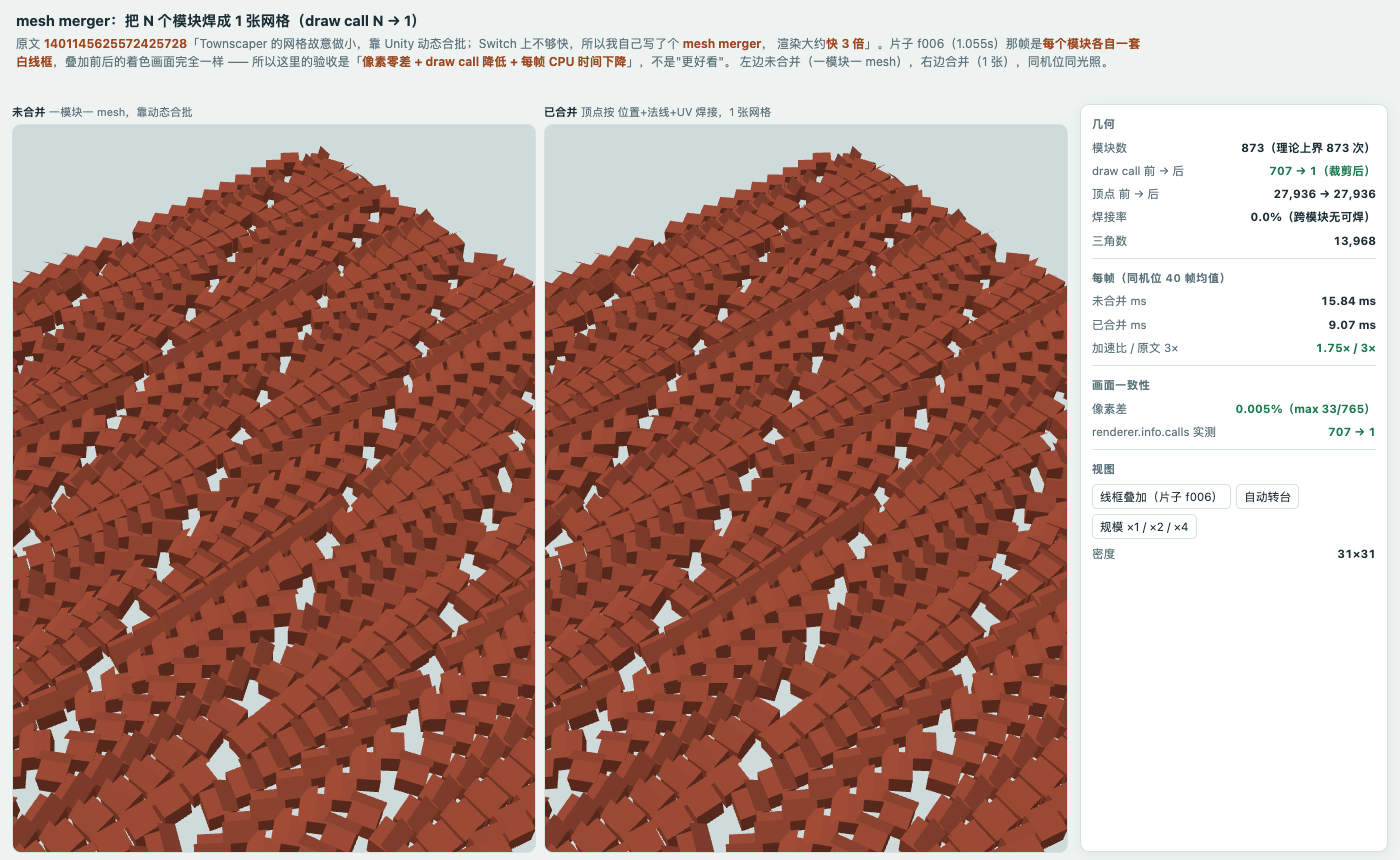 mesh merger：把 N 个模块焊成 1 张网格（draw call N → 1）
原文 1401145625572425728「Townscaper 的网格故意做小，靠 Unity 动态合批；Switch 上不够快，所以我自己写了个 mesh merger， 渲染大约快 3 倍」。片子 f006（1.055s）那帧是每个模块各自一套
白线框，叠加前后的着色画面完全一样 —— 所以这里的验收是「像素零差 + draw call 降低 + 每帧 CPU 时间下降」，不是"更好看"。 左边未合并（一模块一 mesh），右边合并（1 张），同机位同光照。
未合并 一模块一 mesh，靠动态合批
已合并 顶点按 位置+法线+UV 焊接，1 张网格
几何
模块数 873（理论上界 873 次）
draw call 前 → 后 707 → 1（裁剪后）
顶点 前 → 后 27,936 → 27,936
焊接率 0.0%（跨模块无可焊）
三角数 13,968
每帧（同机位 40 帧均值）
未合并 ms 15.84 ms
已合并 ms 9.07 ms
加速比 / 原文 3× 1.75× / 3×
画面一致性
像素差 0.005%（max 33/765）
renderer.info.calls 实测 707 → 1
视图
线框叠加（片子 f006） 自动转台
规模 ×1 / ×2 / ×4
密度 31×31